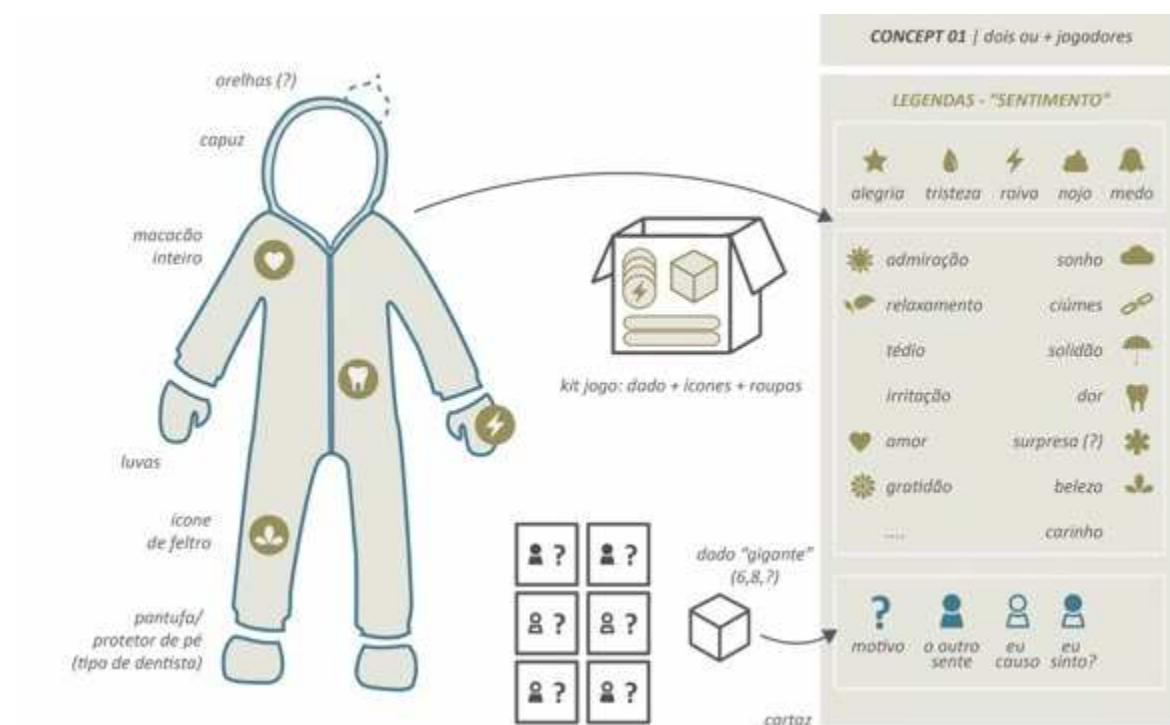 CONCEPT 01 | dois ou + jogadores
orelhas (?)
capuz
macacão
inteiro
luvas
ícone
de feltro
pantufa/
protetor de pé
(tipo de dentista)
kit jogo: dado + ícones + roupas
? ?
? ?
? ?
dado "gigante"
(6,8,?)
cartaz
LEGENDAS - "SENTIMENTO"
alegria tristeza raiva nojo medo
admiração sonho
relaxamento ciúmes
tédio solidão
irritação dor
amor surpresa (?)
gratidão beleza
.... carinho
?
motivo o outro eu eu
sente causo sinto?